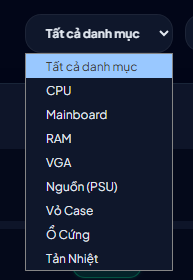 Tất cả danh mục
Tất cả danh mục
CPU
Mainboard
RAM
VGA
Nguồn (PSU)
Vỏ Case
Ổ Cứng
Tản Nhiệt